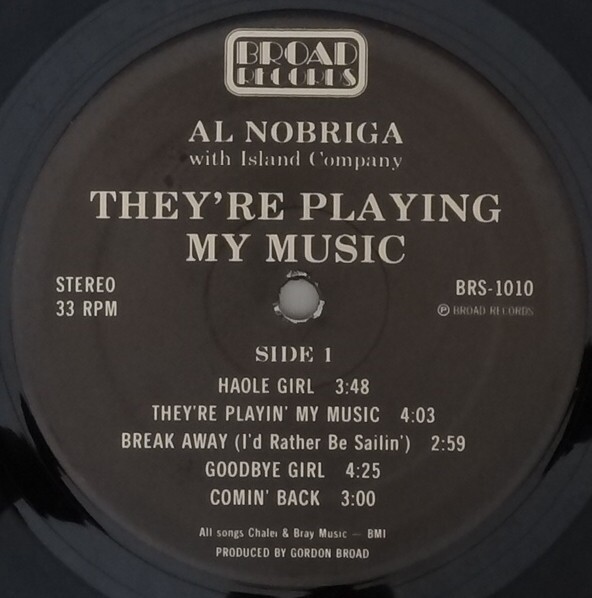 BROAD
RECORDS
AL NOBRIGA
with Island Company
THEY'RE PLAYING
MY MUSIC
STEREO
33 RPM
BRS-1010
Ⓟ BROAD RECORDS
SIDE 1
HAOLE GIRL 3:48
THEY'RE PLAYIN' MY MUSIC 4:03
BREAK AWAY (I'd Rather Be Sailin') 2:59
GOODBYE GIRL 4:25
COMIN' BACK 3:00
All songs Chalei & Bray Music — BMI
PRODUCED BY GORDON BROAD